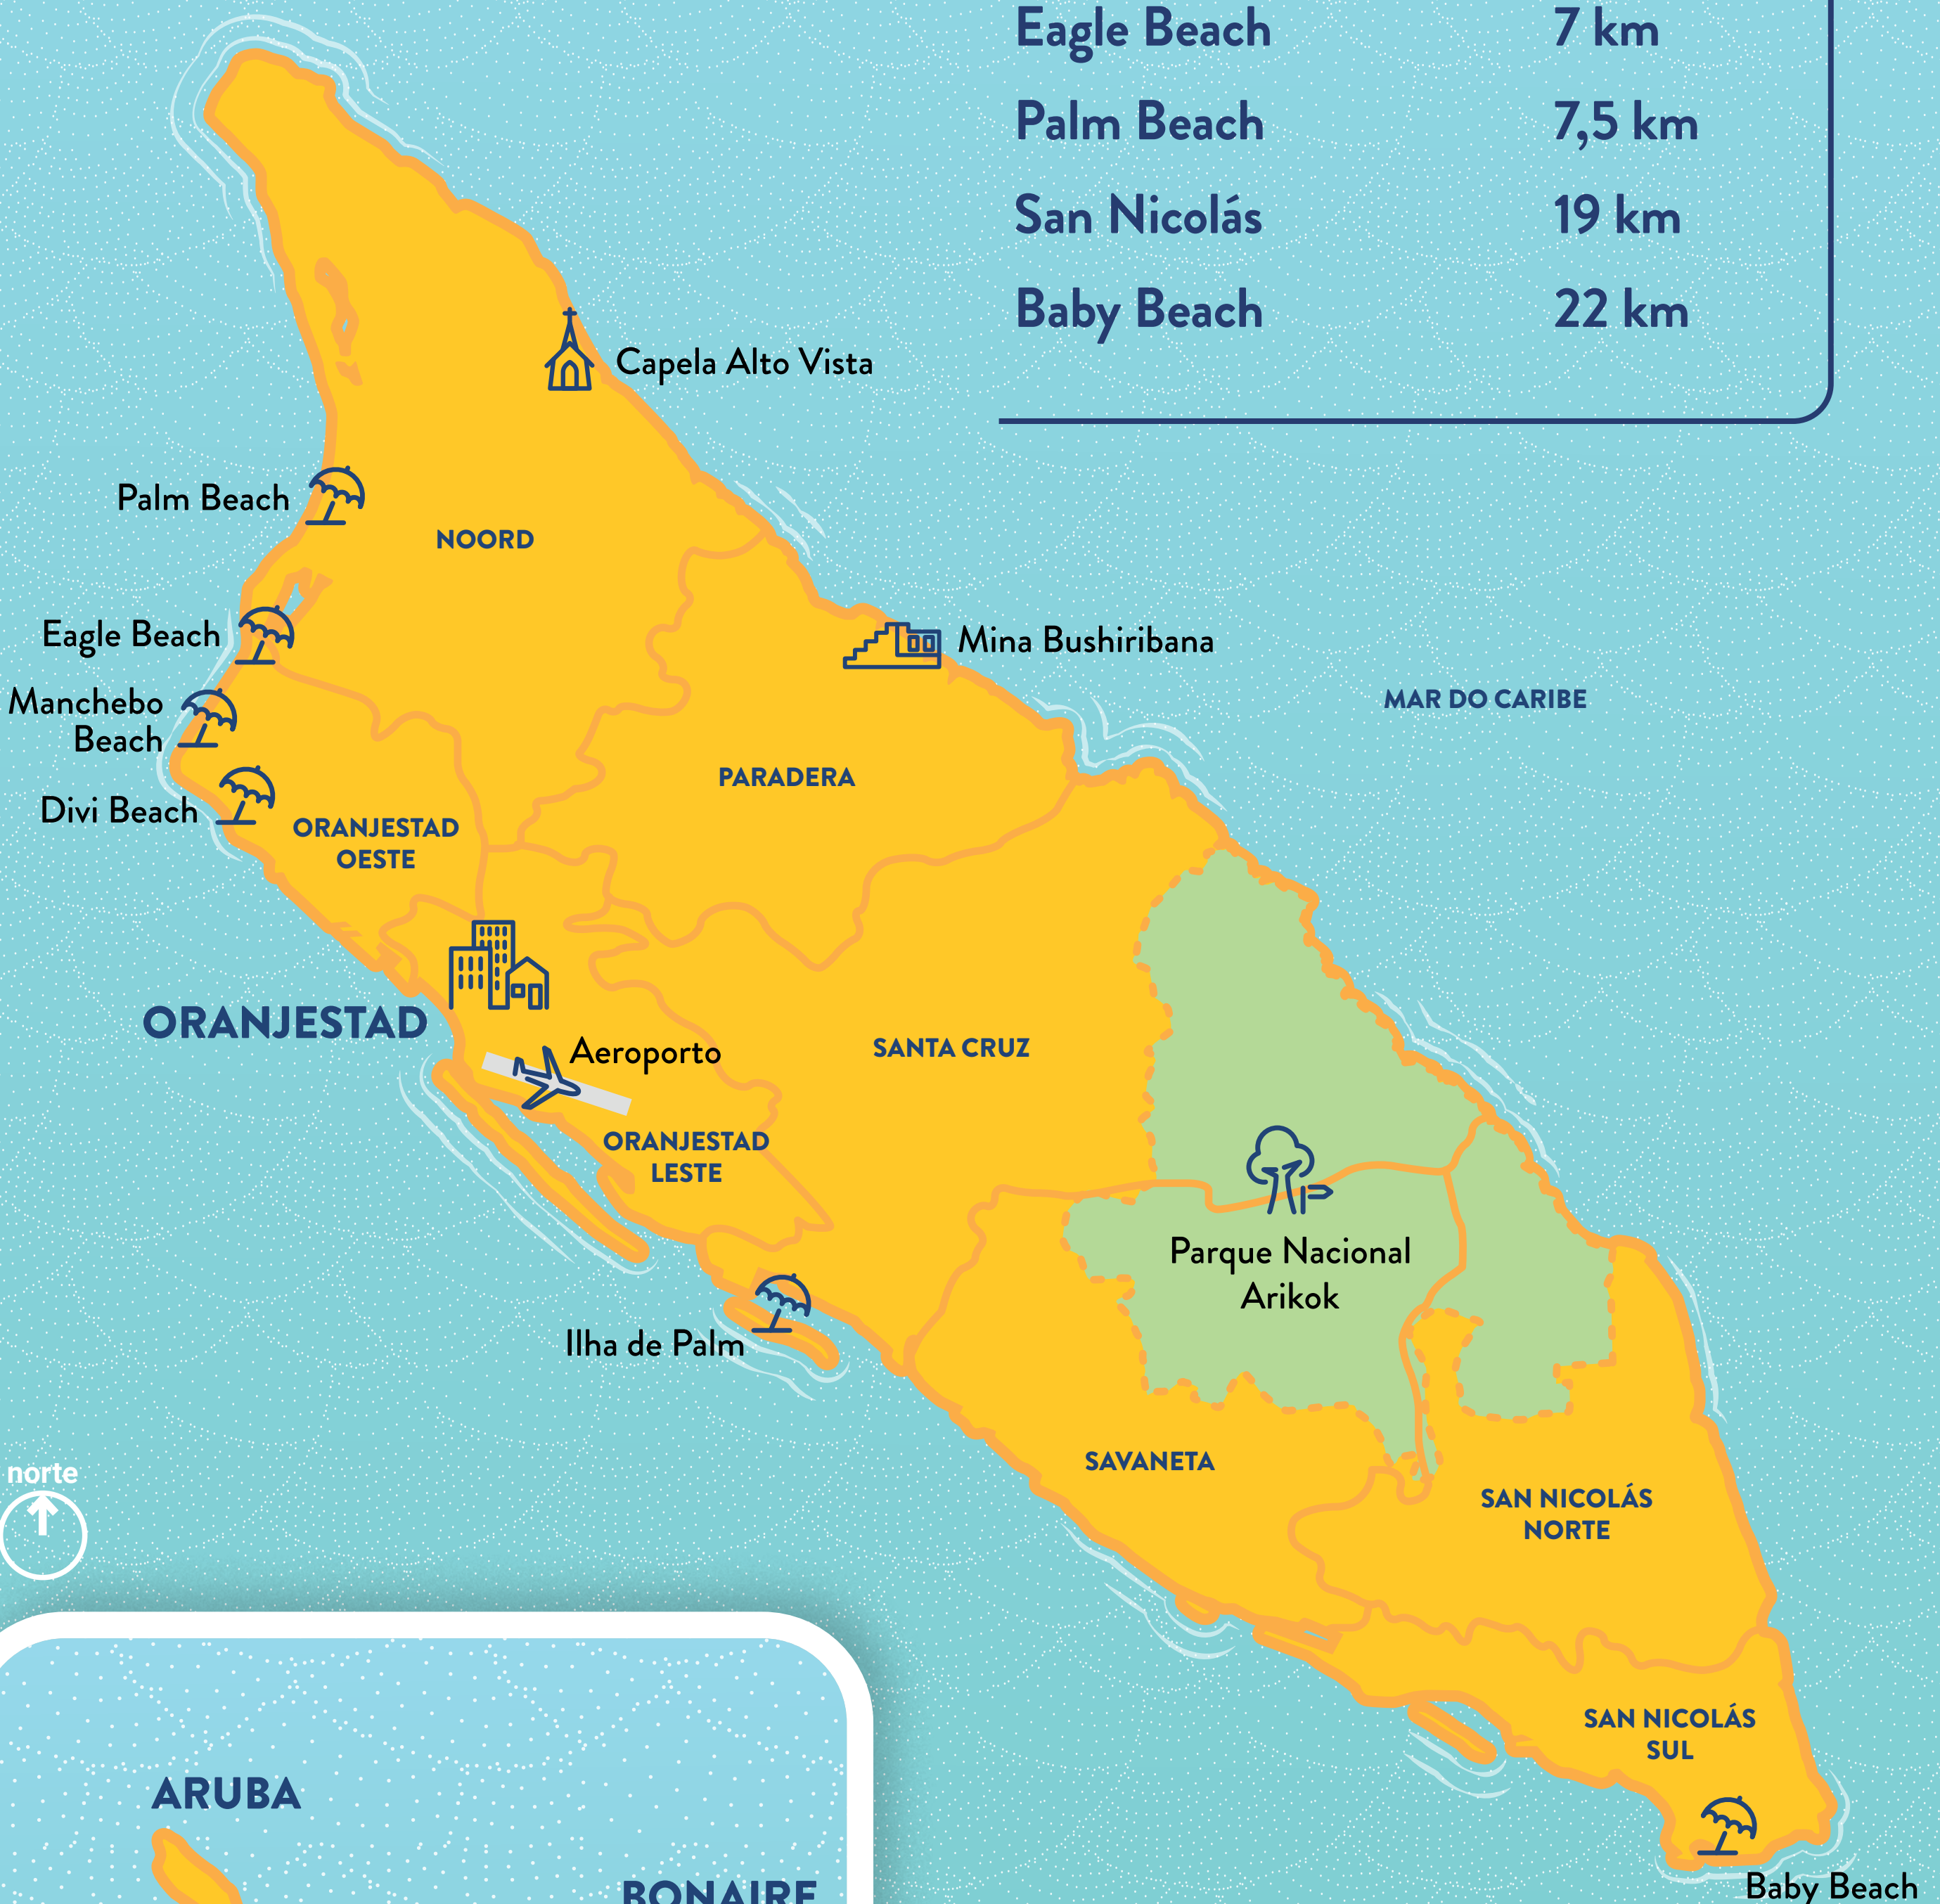 Eagle Beach 7 km
Palm Beach 7,5 km
San Nicolás 19 km
Baby Beach 22 km
Capela Alto Vista
Palm Beach
NOORD
Eagle Beach
Mina Bushiribana
Manchebo
Beach
MAR DO CARIBE
PARADERA
Divi Beach
ORANJESTAD
OESTE
ORANJESTAD
Aeroporto
SANTA CRUZ
ORANJESTAD
LESTE
Parque Nacional
Arikok
Ilha de Palm
norte
SAVANETA
SAN NICOLÁS
NORTE
SAN NICOLÁS
SUL
ARUBA
BONAIRE
Baby Beach